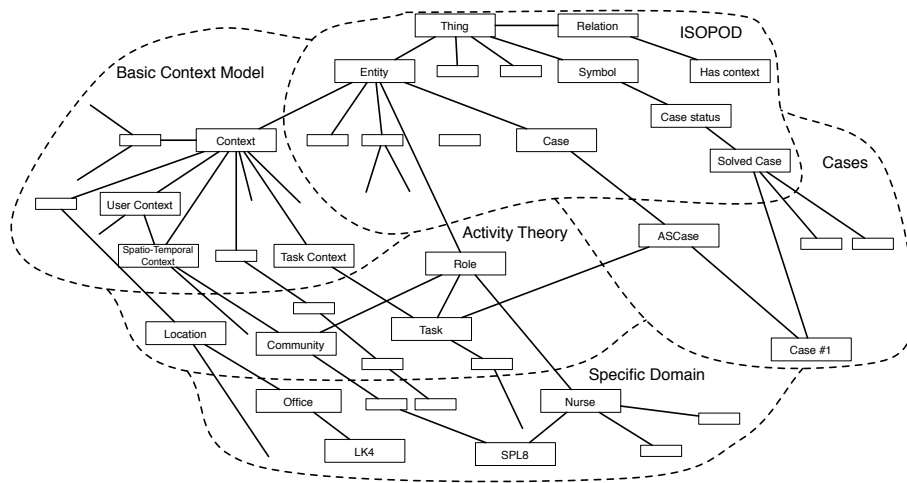 Thing
Relation
ISOPOD
Basic Context Model
Entity
Symbol
Has context
Case status
Context
Case
Solved Case
Cases
User Context
Activity Theory
ASCase
Spatio-Temporal
Context
Task Context
Role
Location
Community
Task
Case #1
Specific Domain
Office
Nurse
LK4
SPL8